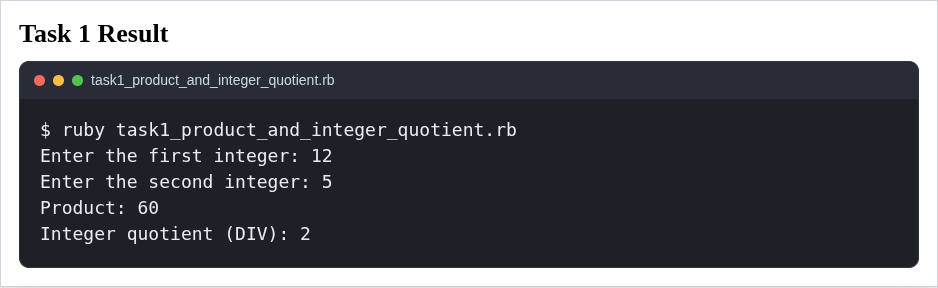 Task 1 Result
task1_product_and_integer_quotient.rb
$ ruby task1_product_and_integer_quotient.rb
Enter the first integer: 12
Enter the second integer: 5
Product: 60
Integer quotient (DIV): 2